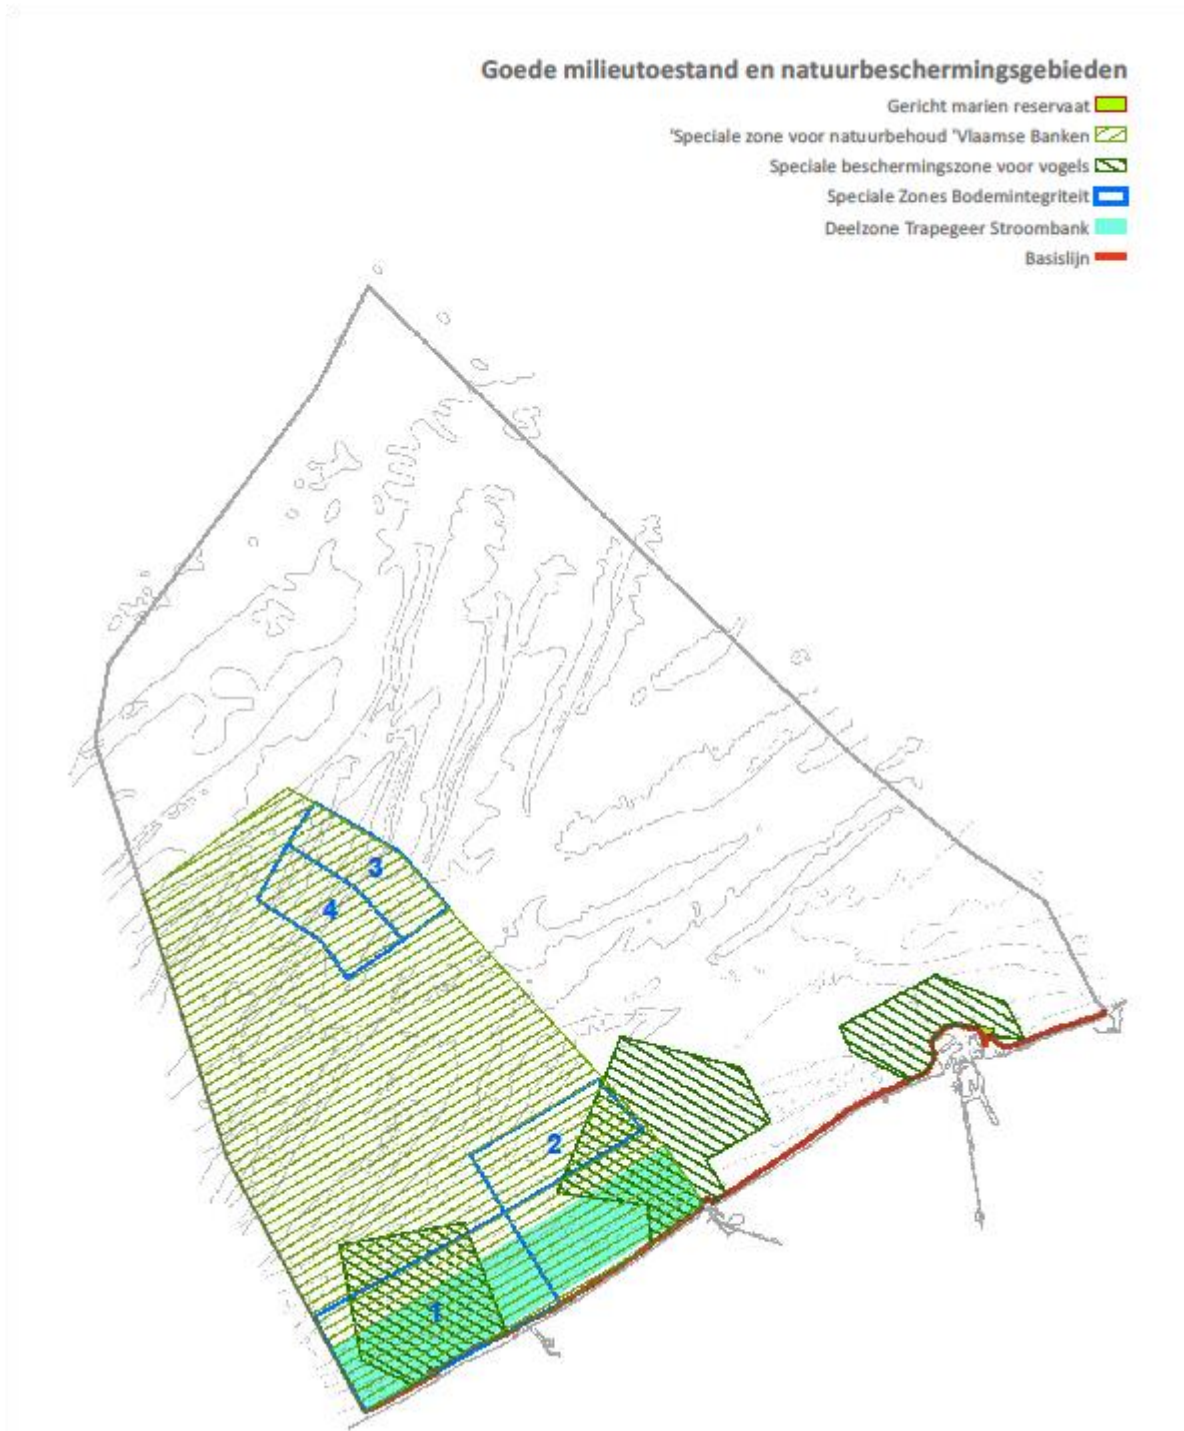 Goede milieutoestand en natuurbeschermingsgebieden
Gericht marien reservaat
'Speciale zone voor natuurbehoud 'Vlaamse Banken
Speciale beschermingszone voor vogels
Speciale Zones Bodemintegriteit
Deelzone Trapegeer Stroombank
Basislijn
3
4
2
1